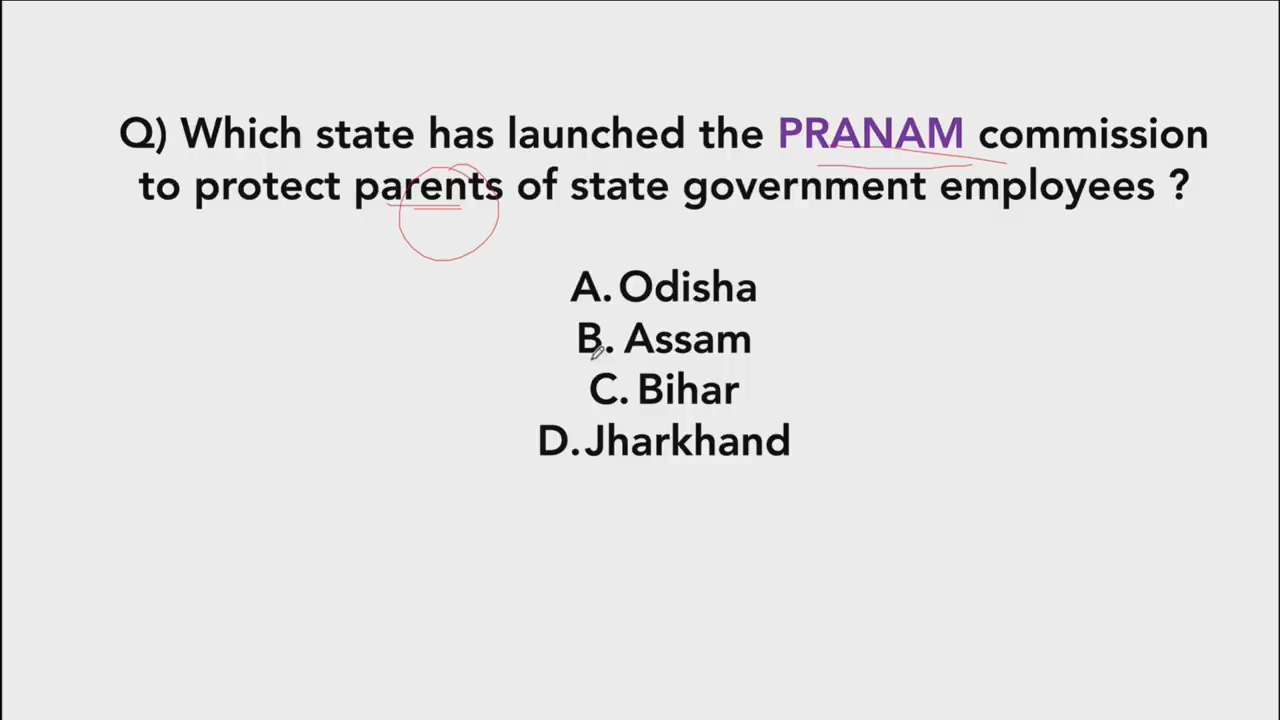 Q) Which state has launched the PRANAM commission
to protect parents of state government employees ?
A. Odisha
B. Assam
C. Bihar
D. Jharkhand